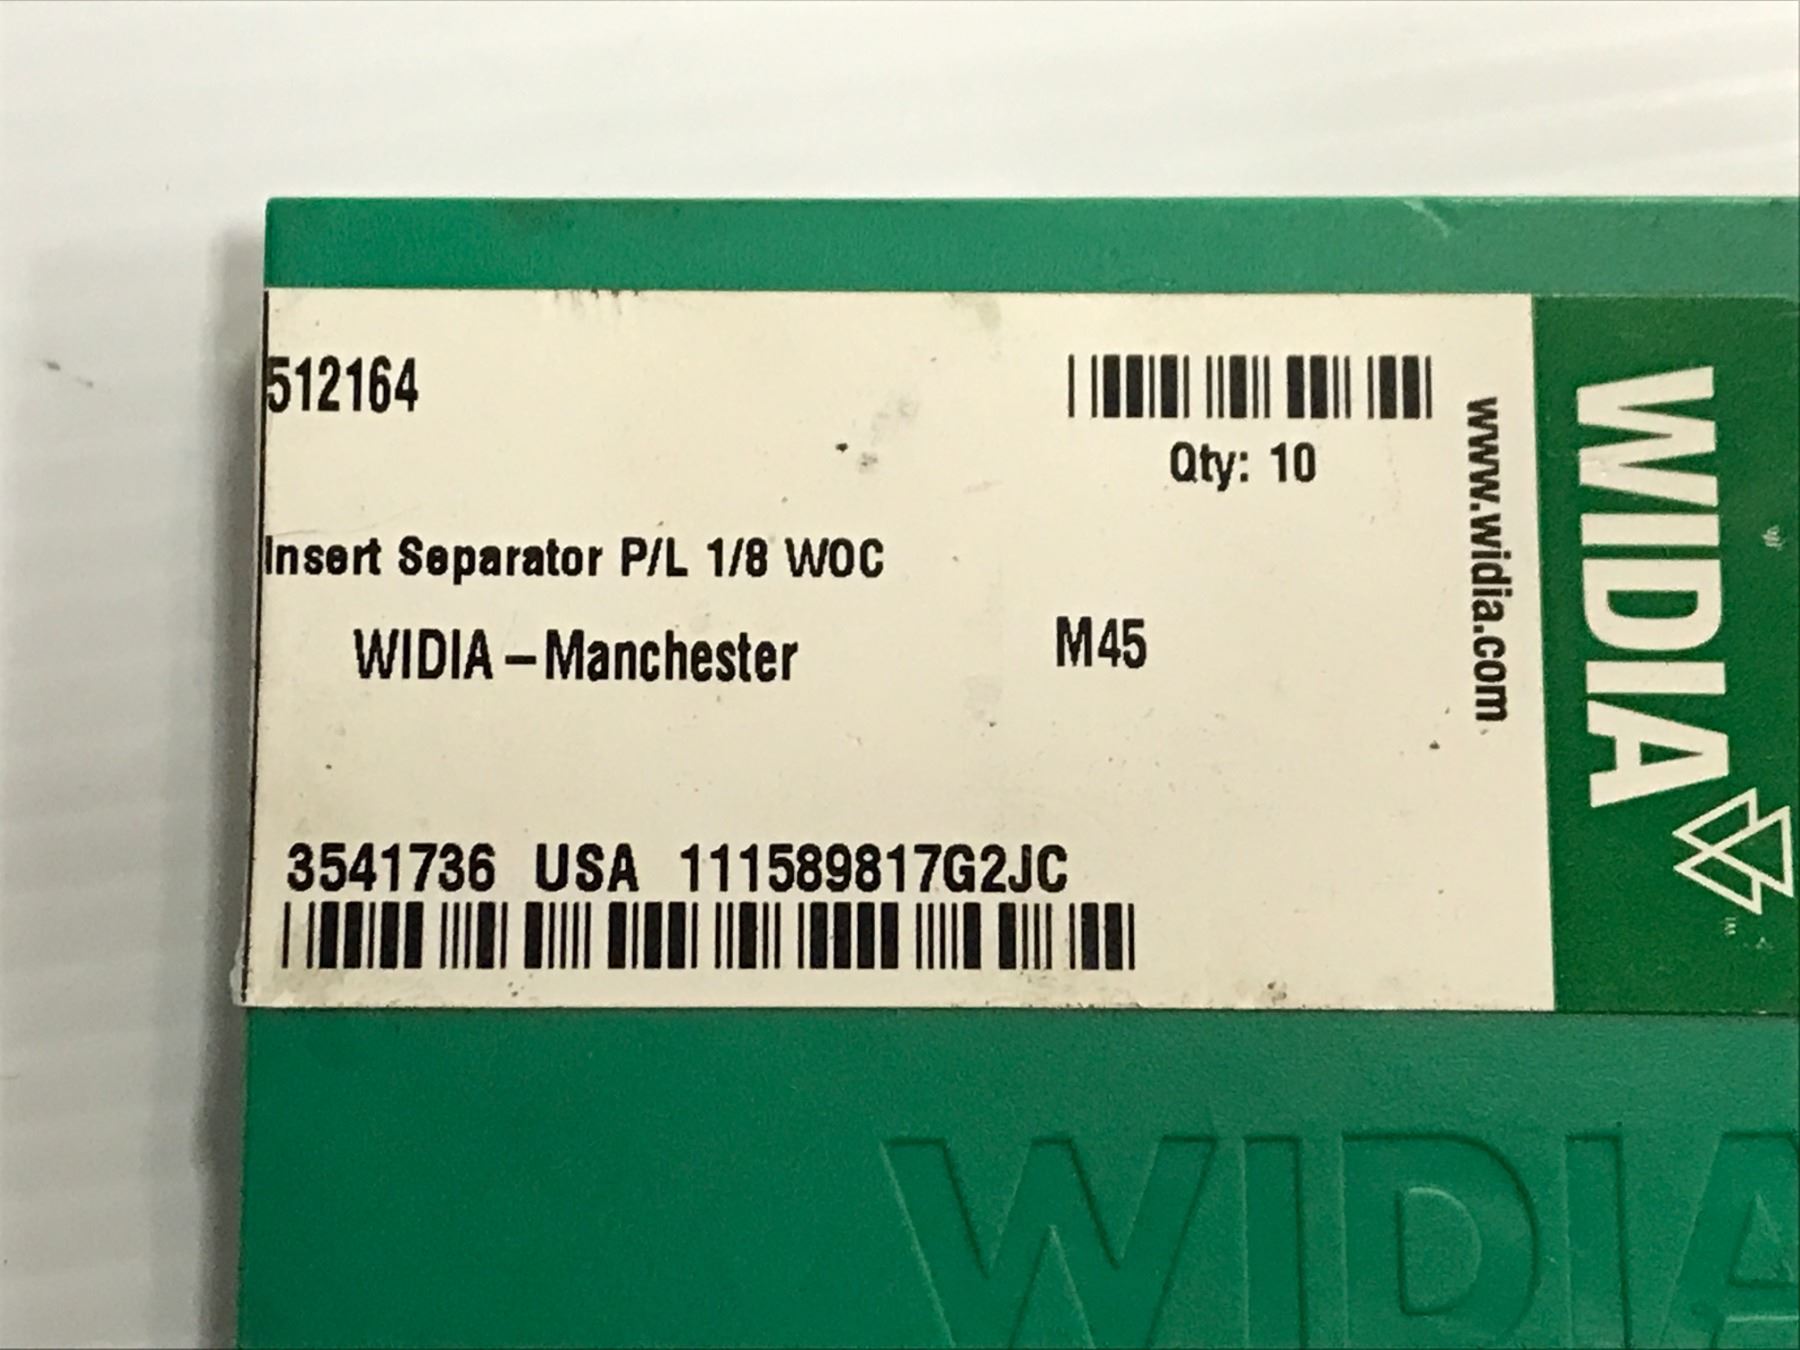 512164
Qty: 10
Insert Separator P/L 1/8 WOC
WIDIA – Manchester
M45
3541736 USA 111589817G2JC
www.widia.com
WIDIA
WIDIA